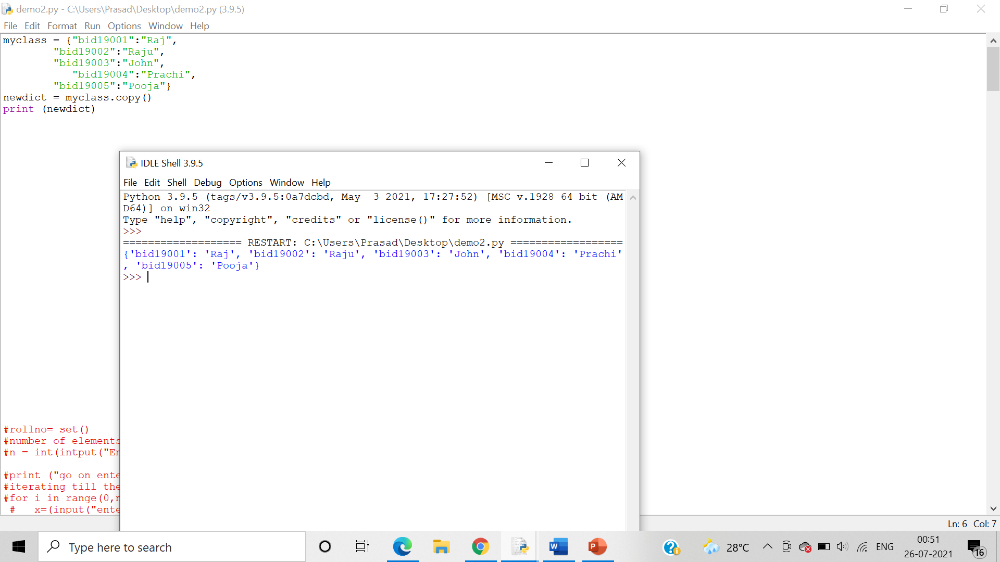 demo2.py - C:\Users\Prasad\Desktop\demo2.py (3.9.5)
File Edit Format Run Options Window Help
myclass = {"bid19001":"Raj",
"bid19002":"Raju",
"bid19003":"John",
"bid19004":"Prachi",
"bid19005":"Pooja"}
newdict = myclass.copy()
print (newdict)
IDLE Shell 3.9.5
File Edit Shell Debug Options Window Help
Python 3.9.5 (tags/v3.9.5:0a7dcbd, May  3 2021, 17:27:52) [MSC v.1928 64 bit (AM
D64)] on win32
Type "help", "copyright", "credits" or "license()" for more information.
>>>
=================== RESTART: C:\Users\Prasad\Desktop\demo2.py ==================
{'bid19001': 'Raj', 'bid19002': 'Raju', 'bid19003': 'John', 'bid19004': 'Prachi'
, 'bid19005': 'Pooja'}
>>>
#rollno= set()
#number of elements
#n = int(intput("En
#print ("go on ente
#iterating till the
#for i in range(0,n
#   x=(input("ente
Ln: 6 Col: 7
Type here to search
28°C
ENG
00:51
26-07-2021
16